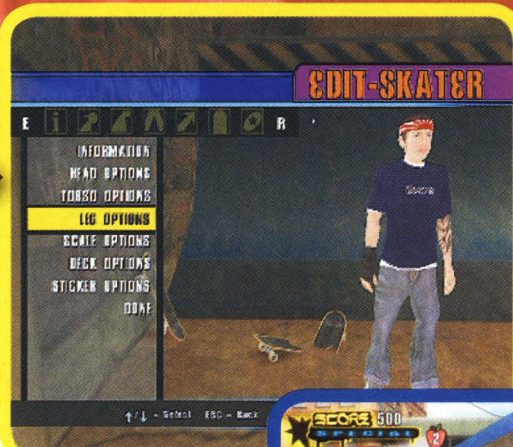 EDIT-SKATER
E R
INFORMATION
HEAD OPTIONS
TORSO OPTIONS
LEG OPTIONS
SCALE OPTIONS
DECK OPTIONS
STICKER OPTIONS
DONE
↑/↓ - Select ESC - Back
SCORE 500
SPECIAL
2